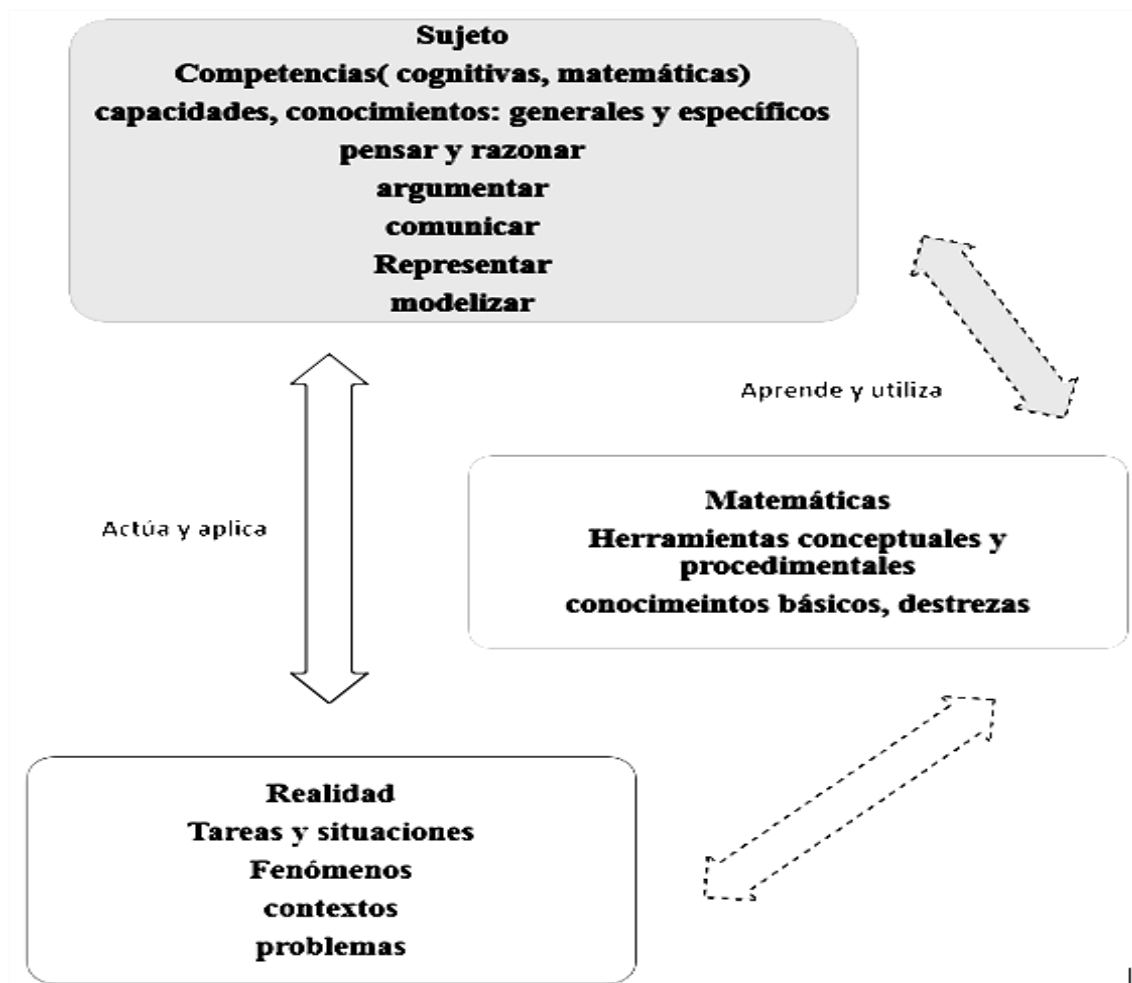 Sujeto
Competencias( cognitivas, matemáticas)
capacidades, conocimientos: generales y específicos
pensar y razonar
argumentar
comunicar
Representar
modelizar
Aprende y utiliza
Actúa y aplica
Matemáticas
Herramientas conceptuales y
procedimentales
conocimeintos básicos, destrezas
Realidad
Tareas y situaciones
Fenómenos
contextos
problemas